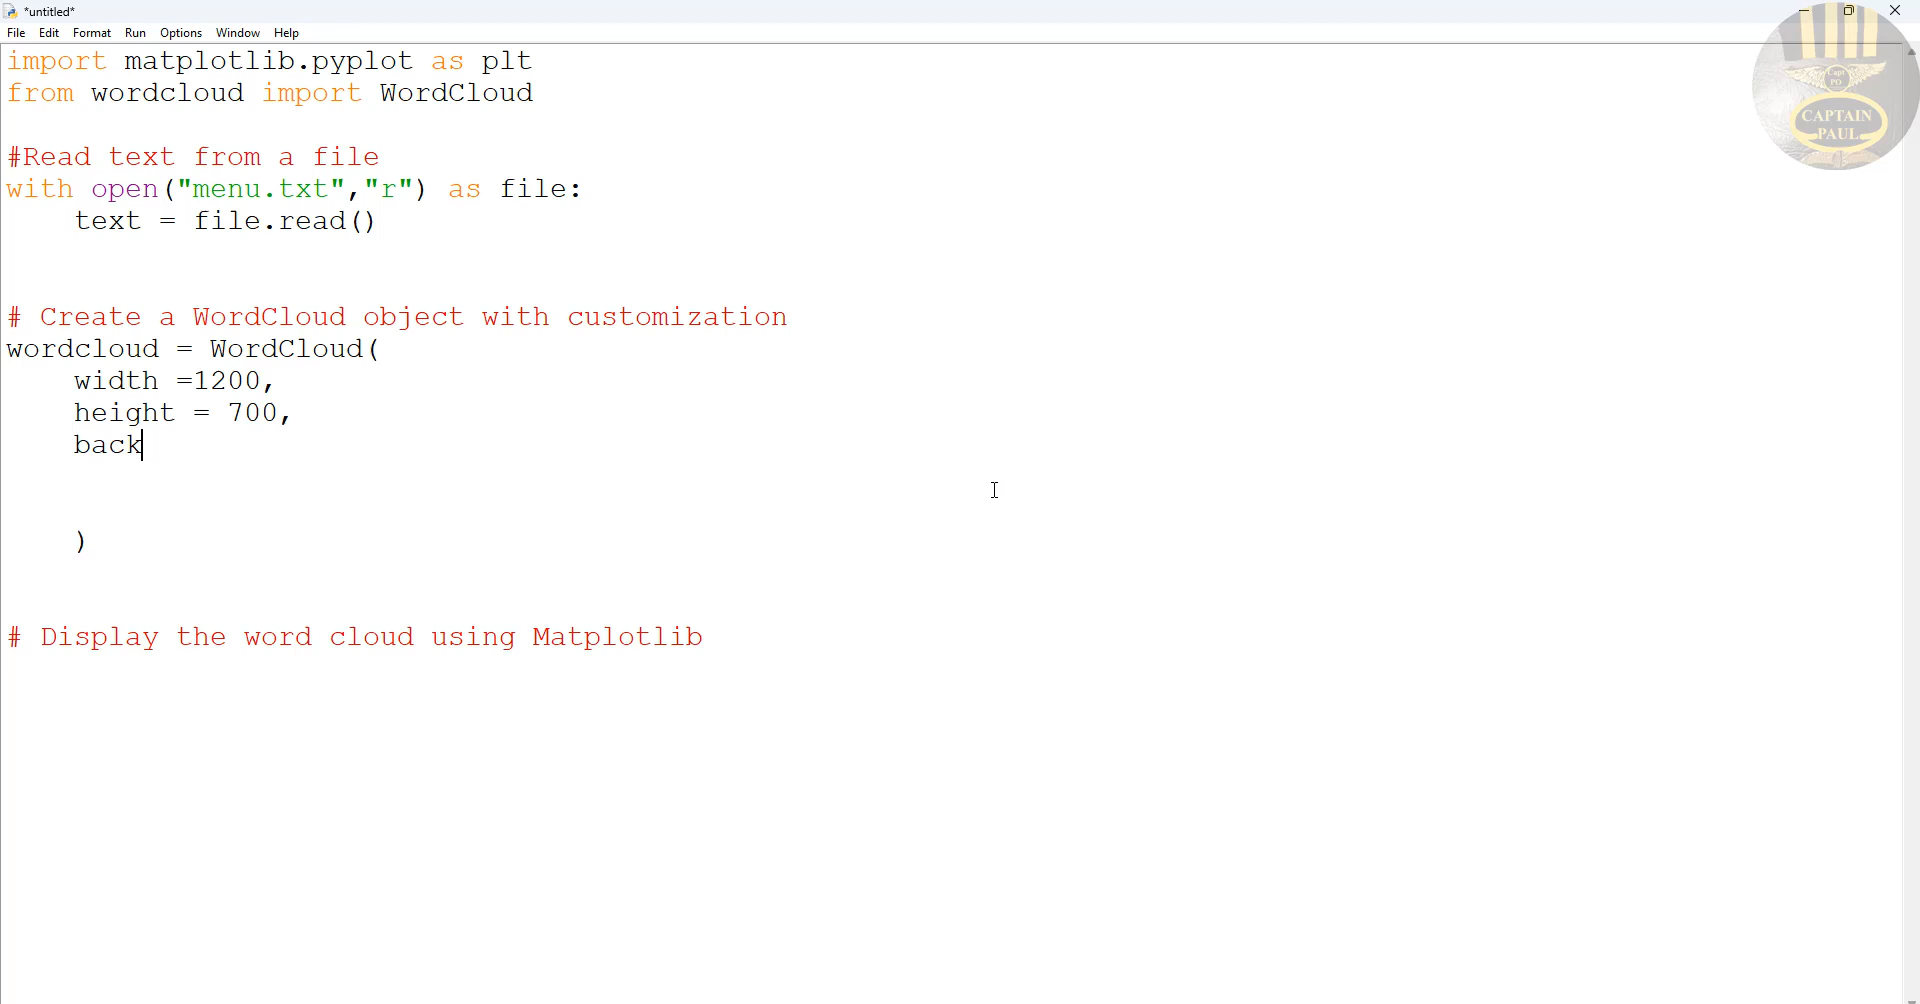 *untitled*
File Edit Format Run Options Window Help
import matplotlib.pyplot as plt
from wordcloud import WordCloud
#Read text from a file
with open("menu.txt","r") as file:
    text = file.read()
# Create a WordCloud object with customization
wordcloud = WordCloud(
    width =1200,
    height = 700,
    back
    )
# Display the word cloud using Matplotlib
Capt
PO
CAPTAIN
PAUL